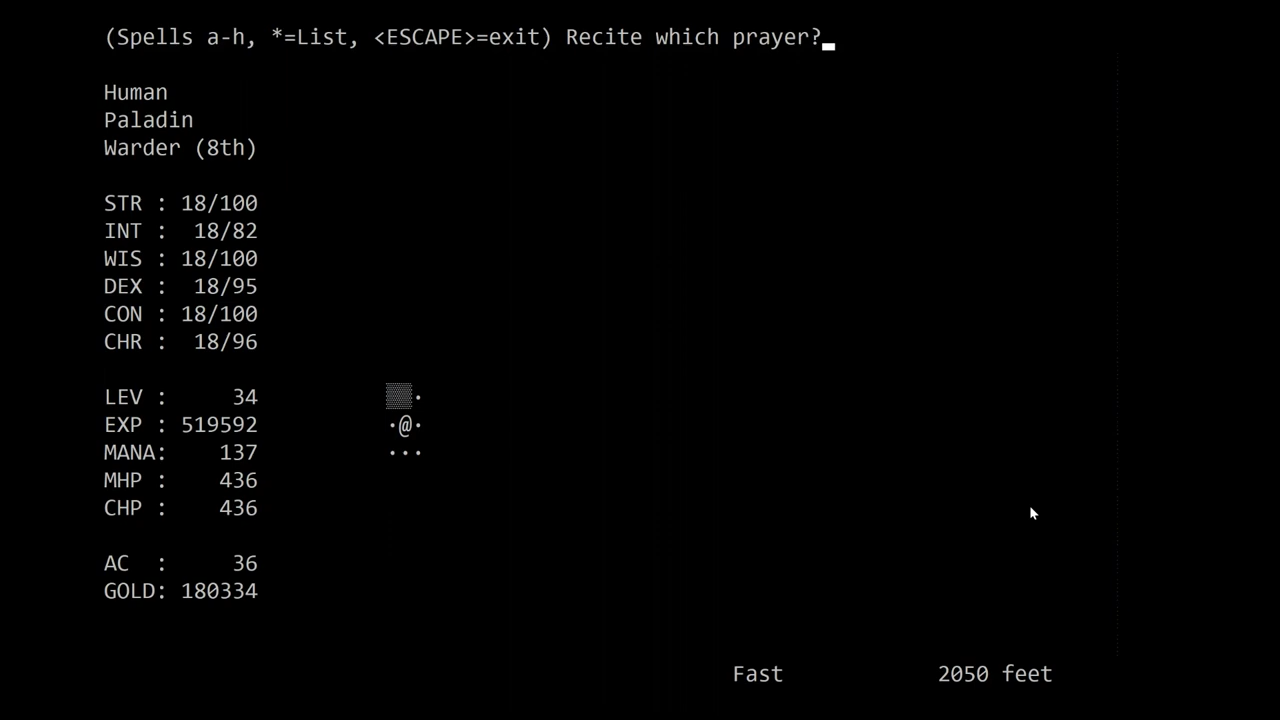 (Spells a-h, *=List, <ESCAPE>=exit) Recite which prayer?
Human
Paladin
Warder (8th)
STR : 18/100
INT : 18/82
WIS : 18/100
DEX : 18/95
CON : 18/100
CHR : 18/96
LEV : 34
EXP : 519592
MANA: 137
MHP : 436
CHP : 436
AC : 36
GOLD: 180334
▒▒·
·@·
···
Fast 2050 feet